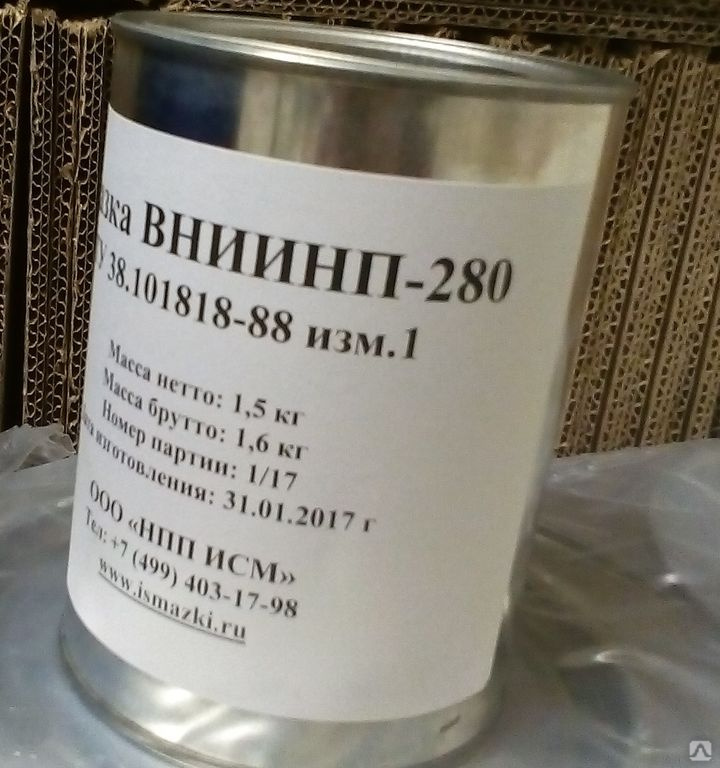 зка ВНИИНП-280
ТУ 38.101818-88 изм.1
Масса нетто: 1,5 кг
Масса брутто: 1,6 кг
Номер партии: 1/17
та изготовления: 31.01.2017 г
ООО «НПП ИСМ»
Тел: +7 (499) 403-17-98
www.ismazki.ru